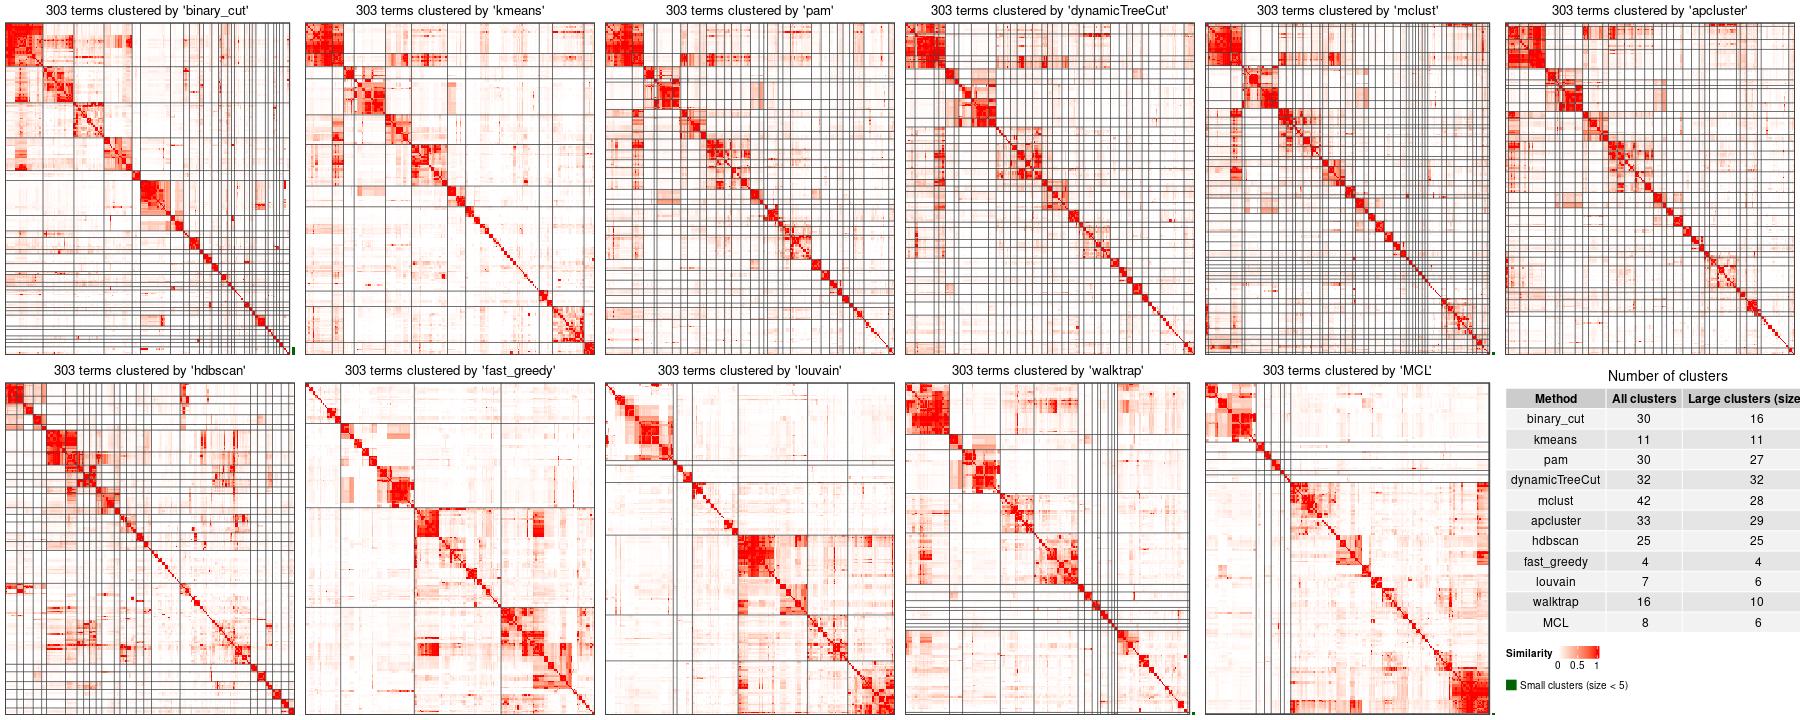 303 terms clustered by 'binary_cut'
303 terms clustered by 'kmeans'
303 terms clustered by 'pam'
303 terms clustered by 'dynamicTreeCut'
303 terms clustered by 'mclust'
303 terms clustered by 'apcluster'
303 terms clustered by 'hdbscan'
303 terms clustered by 'fast_greedy'
303 terms clustered by 'louvain'
303 terms clustered by 'walktrap'
303 terms clustered by 'MCL'
Number of clusters
Method All clusters Large clusters (size
binary_cut 30 16
kmeans 11 11
pam 30 27
dynamicTreeCut 32 32
mclust 42 28
apcluster 33 29
hdbscan 25 25
fast_greedy 4 4
louvain 7 6
walktrap 16 10
MCL 8 6
Similarity
0 0.5 1
Small clusters (size < 5)